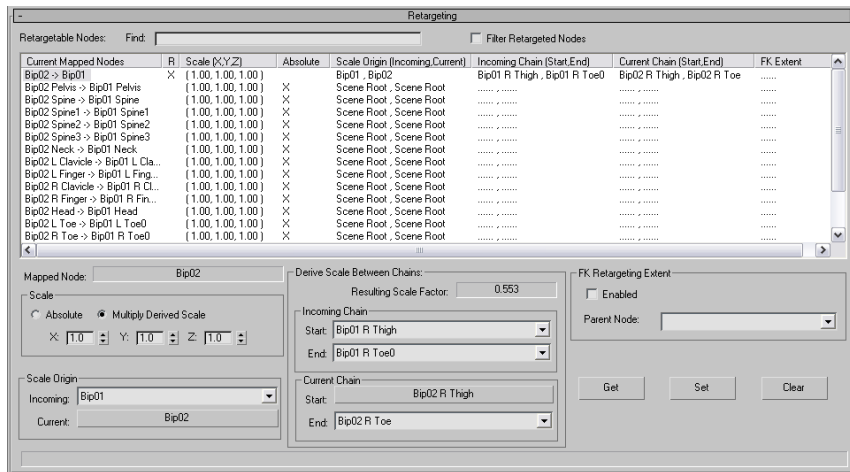 - Retargeting
Retargetable Nodes: Find: Filter Retargeted Nodes
Current Mapped Nodes R Scale (X,Y,Z) Absolute Scale Origin (Incoming,Current) Incoming Chain (Start,End) Current Chain (Start,End) FK Extent
Bip02 -> Bip01 X ( 1.00, 1.00, 1.00 ) Bip01 , Bip02 Bip01 R Thigh , Bip01 R Toe0 Bip02 R Thigh , Bip02 R Toe ......
Bip02 Pelvis -> Bip01 Pelvis ( 1.00, 1.00, 1.00 ) X Scene Root , Scene Root ...... , ...... ...... , ...... ......
Bip02 Spine -> Bip01 Spine ( 1.00, 1.00, 1.00 ) X Scene Root , Scene Root ...... , ...... ...... , ...... ......
Bip02 Spine1 -> Bip01 Spine1 ( 1.00, 1.00, 1.00 ) X Scene Root , Scene Root ...... , ...... ...... , ...... ......
Bip02 Spine2 -> Bip01 Spine2 ( 1.00, 1.00, 1.00 ) X Scene Root , Scene Root ...... , ...... ...... , ...... ......
Bip02 Spine3 -> Bip01 Spine3 ( 1.00, 1.00, 1.00 ) X Scene Root , Scene Root ...... , ...... ...... , ...... ......
Bip02 Neck -> Bip01 Neck ( 1.00, 1.00, 1.00 ) X Scene Root , Scene Root ...... , ...... ...... , ...... ......
Bip02 L Clavicle -> Bip01 L Cla... ( 1.00, 1.00, 1.00 ) X Scene Root , Scene Root ...... , ...... ...... , ...... ......
Bip02 L Finger -> Bip01 L Fing... ( 1.00, 1.00, 1.00 ) X Scene Root , Scene Root ...... , ...... ...... , ...... ......
Bip02 R Clavicle -> Bip01 R Cl... ( 1.00, 1.00, 1.00 ) X Scene Root , Scene Root ...... , ...... ...... , ...... ......
Bip02 R Finger -> Bip01 R Fin... ( 1.00, 1.00, 1.00 ) X Scene Root , Scene Root ...... , ...... ...... , ...... ......
Bip02 Head -> Bip01 Head ( 1.00, 1.00, 1.00 ) X Scene Root , Scene Root ...... , ...... ...... , ...... ......
Bip02 L Toe -> Bip01 L Toe0 ( 1.00, 1.00, 1.00 ) X Scene Root , Scene Root ...... , ...... ...... , ...... ......
Bip02 R Toe -> Bip01 R Toe0 ( 1.00, 1.00, 1.00 ) X Scene Root , Scene Root ...... , ...... ...... , ...... ......
Mapped Node: Bip02
Scale
Absolute Multiply Derived Scale
X: 1.0 Y: 1.0 Z: 1.0
Scale Origin
Incoming: Bip01
Current: Bip02
Derive Scale Between Chains:
Resulting Scale Factor: 0.553
Incoming Chain
Start: Bip01 R Thigh
End: Bip01 R Toe0
Current Chain
Start: Bip02 R Thigh
End: Bip02 R Toe
FK Retargeting Extent
Enabled
Parent Node:
Get Set Clear